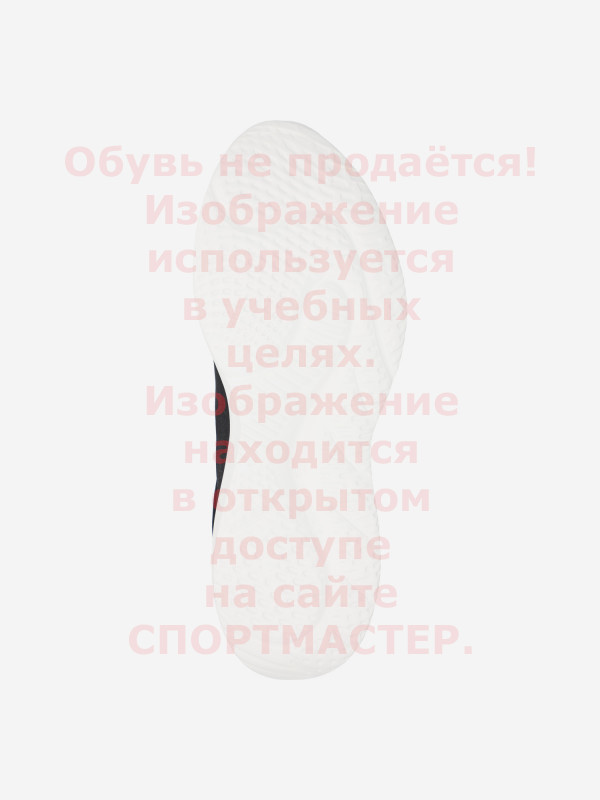 Обувь не продаётся!
Изображение
используется
в учебных
целях.
Изображение
находится
в открытом
доступе
на сайте
СПОРТМАСТЕР.